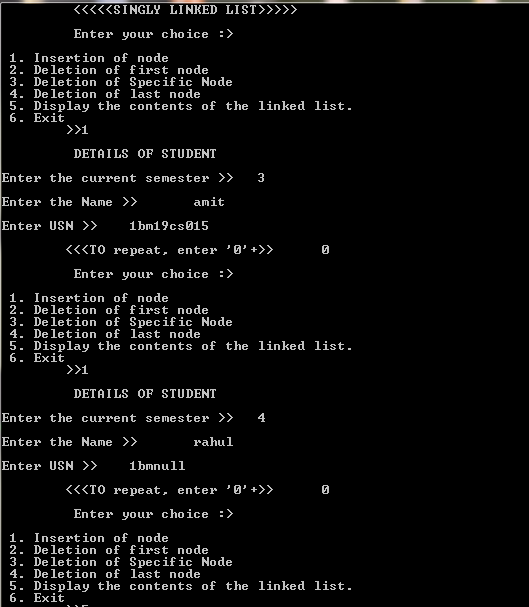 <<<<<SINGLY LINKED LIST>>>>>
Enter your choice :>
1. Insertion of node
2. Deletion of first node
3. Deletion of Specific Node
4. Deletion of last node
5. Display the contents of the linked list.
6. Exit
>>1
DETAILS OF STUDENT
Enter the current semester >> 3
Enter the Name >> amit
Enter USN >> 1bm19cs015
<<<TO repeat, enter '0'+>> 0
Enter your choice :>
1. Insertion of node
2. Deletion of first node
3. Deletion of Specific Node
4. Deletion of last node
5. Display the contents of the linked list.
6. Exit
>>1
DETAILS OF STUDENT
Enter the current semester >> 4
Enter the Name >> rahul
Enter USN >> 1bmnull
<<<TO repeat, enter '0'+>> 0
Enter your choice :>
1. Insertion of node
2. Deletion of first node
3. Deletion of Specific Node
4. Deletion of last node
5. Display the contents of the linked list.
6. Exit